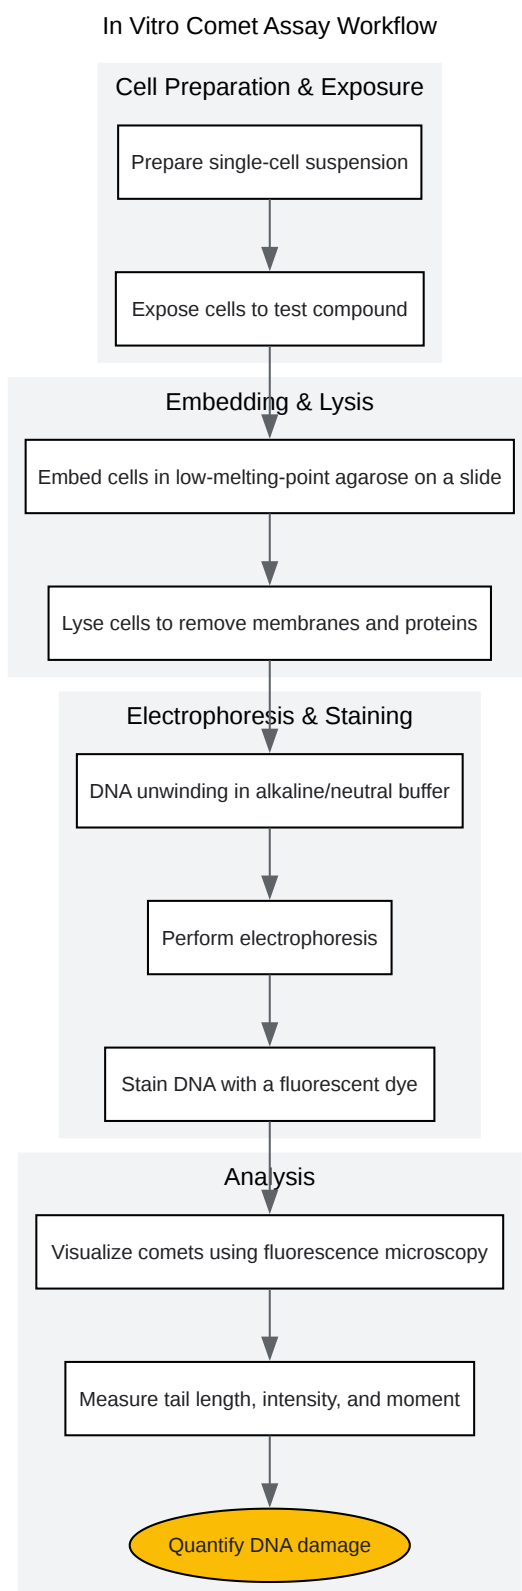 In Vitro Comet Assay Workflow
Cell Preparation & Exposure
Prepare single-cell suspension
Expose cells to test compound
Embedding & Lysis
Embed cells in low-melting-point agarose on a slide
Lyse cells to remove membranes and proteins
Electrophoresis & Staining
DNA unwinding in alkaline/neutral buffer
Perform electrophoresis
Stain DNA with a fluorescent dye
Analysis
Visualize comets using fluorescence microscopy
Measure tail length, intensity, and moment
Quantify DNA damage